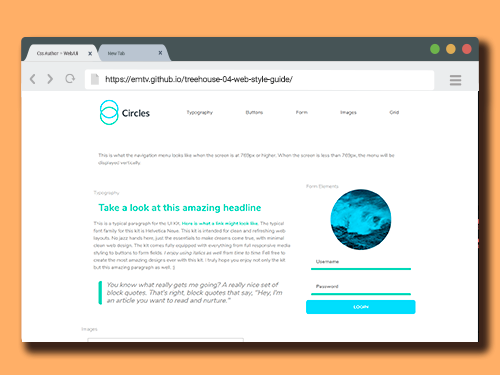 Css Author - WebUI x
New Tab x
https://emtv.github.io/treehouse-04-web-style-guide/
Circles
Typography Buttons Form Images Grid
This is what the navigation menu looks like when the screen is at 769px or higher. When the screen is less than 769px, the menu will be
displayed vertically.
Typography
Take a look at this amazing headline
This is a typical paragraph for the UI Kit. Here is what a link might look like. The typical
font family for this kit is Helvetica Neue. This kit is intended for clean and refreshing web
layouts. No jazz hands here, just the essentials to make dreams come true, with minimal
clean web design. The kit comes fully equipped with everything from full responsive media
styling to buttons to form fields. I enjoy using italics as well from time to time. Fell free to
create the most amazing designs ever with this kit. I truly hope you enjoy not only the kit
but this amazing paragraph as well. :)
You know what really gets me going? A really nice set of
block quotes. That's right, block quotes that say, "Hey, I'm
an article you want to read and nurture."
Images
Form Elements
Username
Password
LOGIN